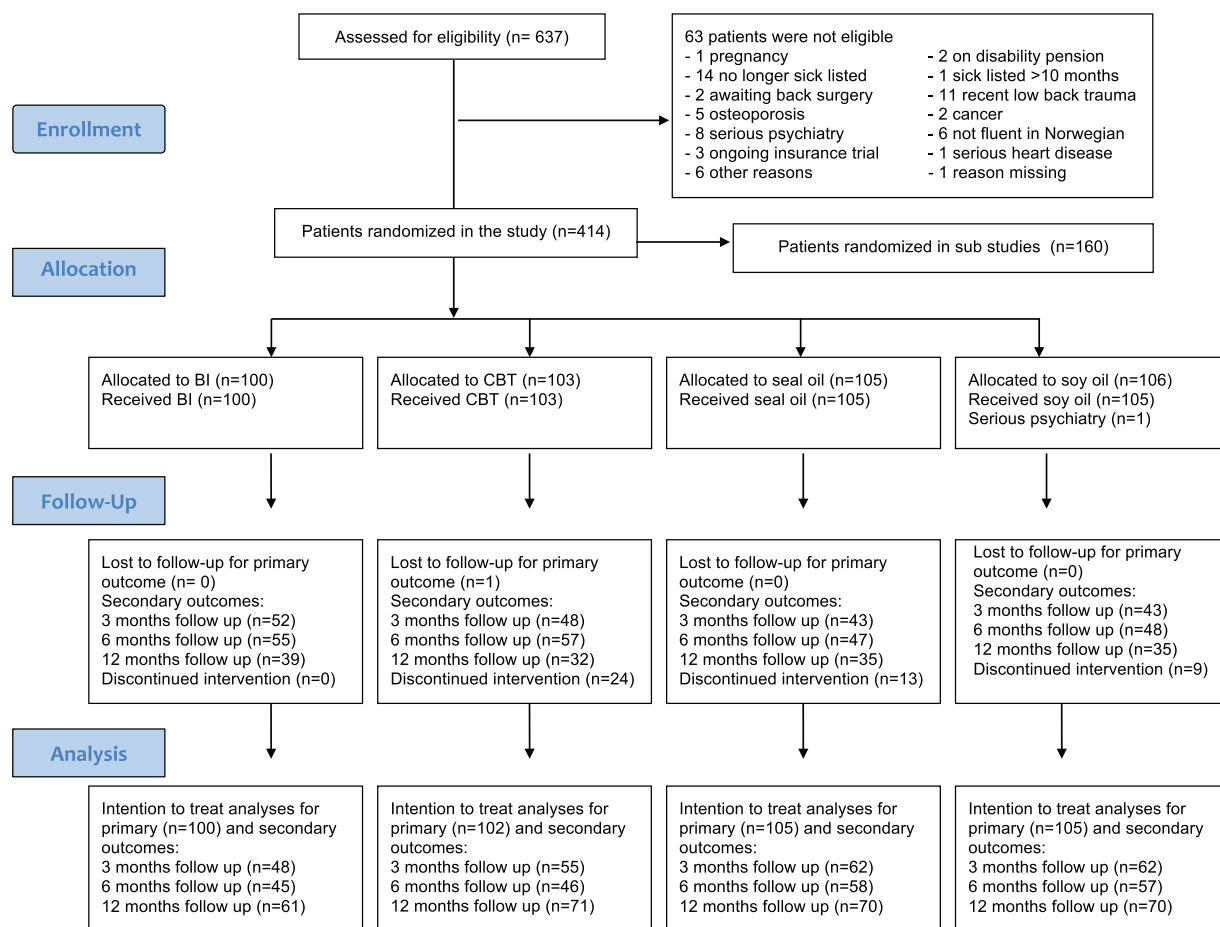 Assessed for eligibility (n= 637)
63 patients were not eligible
- 1 pregnancy
- 14 no longer sick listed
- 2 awaiting back surgery
- 5 osteoporosis
- 8 serious psychiatry
- 3 ongoing insurance trial
- 6 other reasons
- 2 on disability pension
- 1 sick listed >10 months
- 11 recent low back trauma
- 2 cancer
- 6 not fluent in Norwegian
- 1 serious heart disease
- 1 reason missing
Enrollment
Patients randomized in the study (n=414)
Patients randomized in sub studies (n=160)
Allocation
Allocated to BI (n=100)
Received BI (n=100)
Allocated to CBT (n=103)
Received CBT (n=103)
Allocated to seal oil (n=105)
Received seal oil (n=105)
Allocated to soy oil (n=106)
Received soy oil (n=105)
Serious psychiatry (n=1)
Follow-Up
Lost to follow-up for primary
outcome (n= 0)
Secondary outcomes:
3 months follow up (n=52)
6 months follow up (n=55)
12 months follow up (n=39)
Discontinued intervention (n=0)
Lost to follow-up for primary
outcome (n=1)
Secondary outcomes:
3 months follow up (n=48)
6 months follow up (n=57)
12 months follow up (n=32)
Discontinued intervention (n=24)
Lost to follow-up for primary
outcome (n=0)
Secondary outcomes:
3 months follow up (n=43)
6 months follow up (n=47)
12 months follow up (n=35)
Discontinued intervention (n=13)
Lost to follow-up for primary
outcome (n=0)
Secondary outcomes:
3 months follow up (n=43)
6 months follow up (n=48)
12 months follow up (n=35)
Discontinued intervention (n=9)
Analysis
Intention to treat analyses for
primary (n=100) and secondary
outcomes:
3 months follow up (n=48)
6 months follow up (n=45)
12 months follow up (n=61)
Intention to treat analyses for
primary (n=102) and secondary
outcomes:
3 months follow up (n=55)
6 months follow up (n=46)
12 months follow up (n=71)
Intention to treat analyses for
primary (n=105) and secondary
outcomes:
3 months follow up (n=62)
6 months follow up (n=58)
12 months follow up (n=70)
Intention to treat analyses for
primary (n=105) and secondary
outcomes:
3 months follow up (n=62)
6 months follow up (n=57)
12 months follow up (n=70)